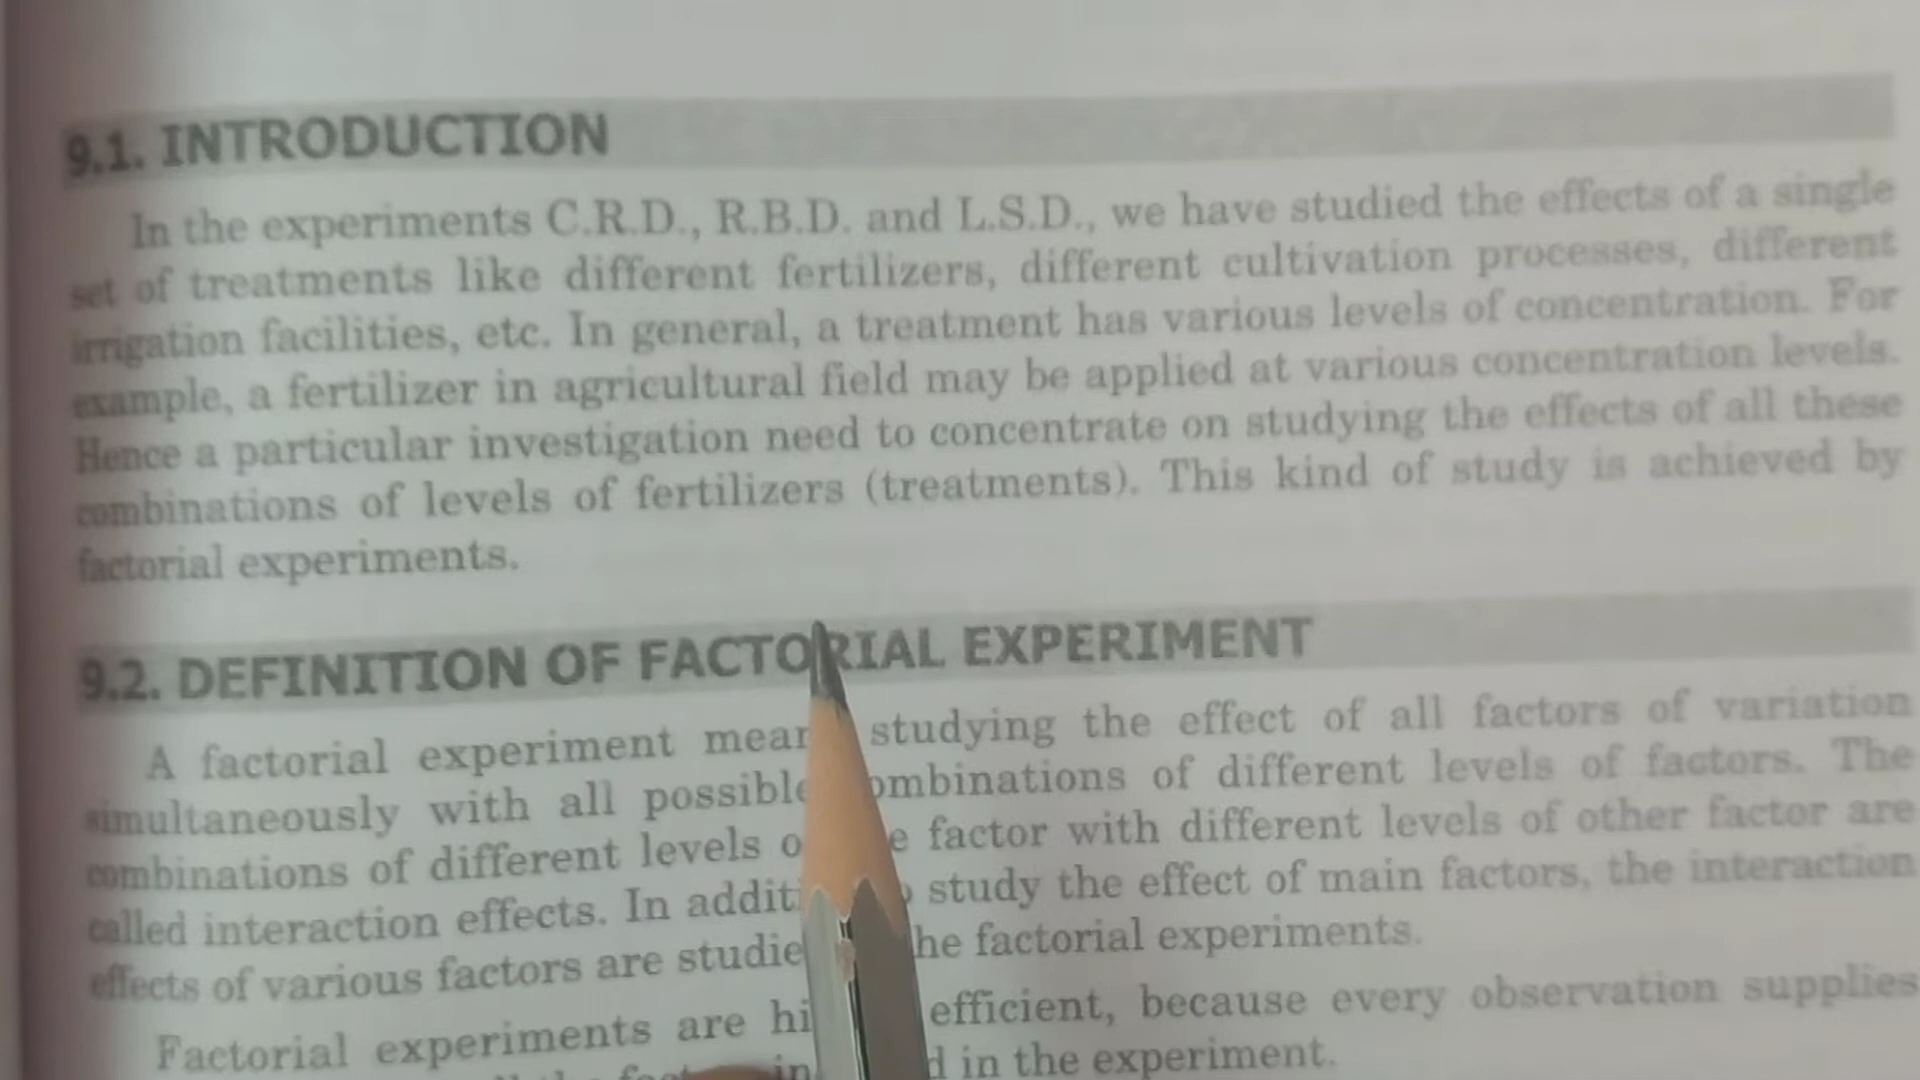 9.1. INTRODUCTION
In the experiments C.R.D., R.B.D. and L.S.D., we have studied the effects of a single
set of treatments like different fertilizers, different cultivation processes, different
irrigation facilities, etc. In general, a treatment has various levels of concentration. For
example, a fertilizer in agricultural field may be applied at various concentration levels.
Hence a particular investigation need to concentrate on studying the effects of all these
combinations of levels of fertilizers (treatments). This kind of study is achieved by
factorial experiments.
9.2. DEFINITION OF FACTORIAL EXPERIMENT
A factorial experiment studying the effect of all factors of variation
simultaneously with all possible combinations of different levels of factors. The
combinations of different levels factor with different levels of other factor are
called interaction effects. In study the effect of main factors, the interaction
effects of various factors are factorial experiments.
Factorial experiments are efficient, because every observation supplies
in the experiment.